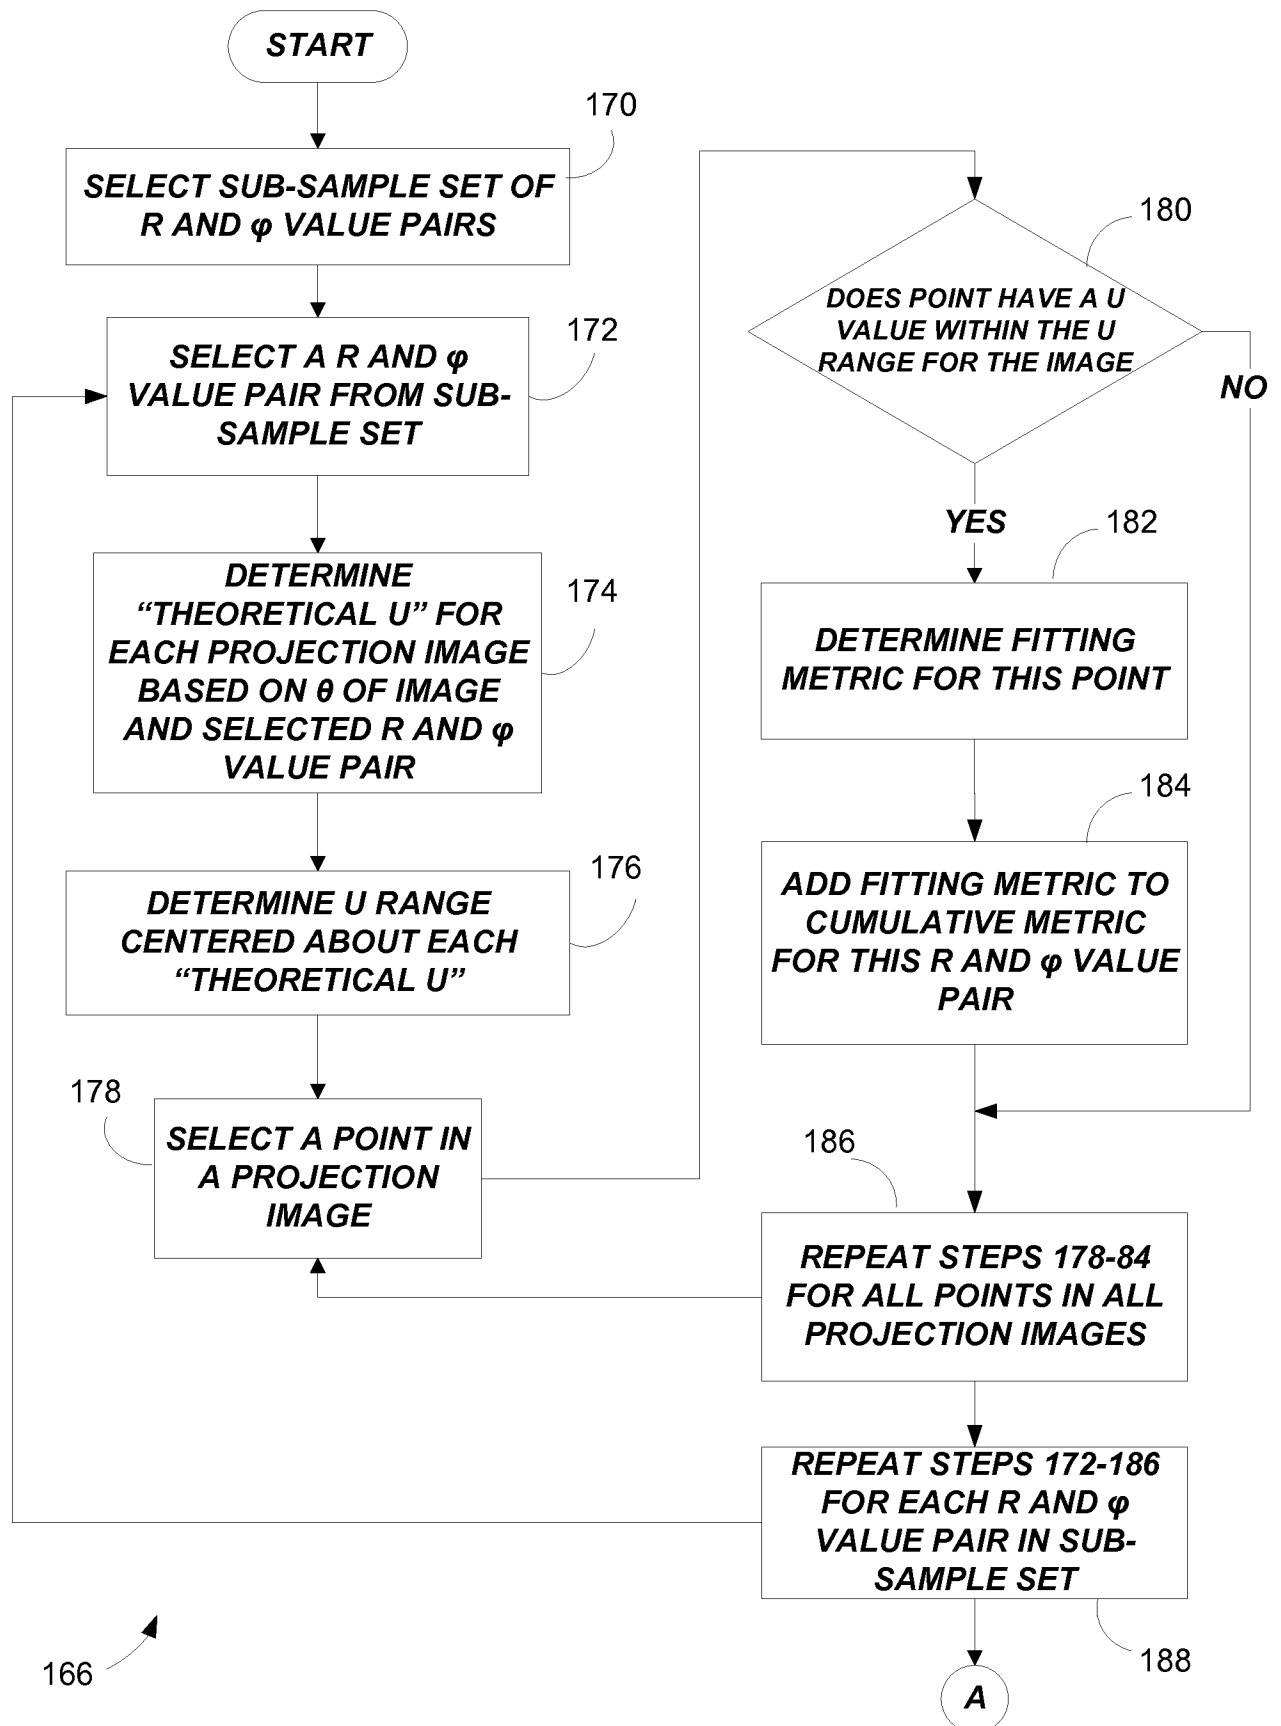 START
170
SELECT SUB-SAMPLE SET OF
R AND φ VALUE PAIRS
172
SELECT A R AND φ
VALUE PAIR FROM SUB-
SAMPLE SET
174
DETERMINE
“THEORETICAL U” FOR
EACH PROJECTION IMAGE
BASED ON θ OF IMAGE
AND SELECTED R AND φ
VALUE PAIR
176
DETERMINE U RANGE
CENTERED ABOUT EACH
“THEORETICAL U”
178
SELECT A POINT IN
A PROJECTION
IMAGE
180
DOES POINT HAVE A U
VALUE WITHIN THE U
RANGE FOR THE IMAGE
NO
YES
182
DETERMINE FITTING
METRIC FOR THIS POINT
184
ADD FITTING METRIC TO
CUMULATIVE METRIC
FOR THIS R AND φ VALUE
PAIR
186
REPEAT STEPS 178-84
FOR ALL POINTS IN ALL
PROJECTION IMAGES
REPEAT STEPS 172-186
FOR EACH R AND φ
VALUE PAIR IN SUB-
SAMPLE SET
188
A
166